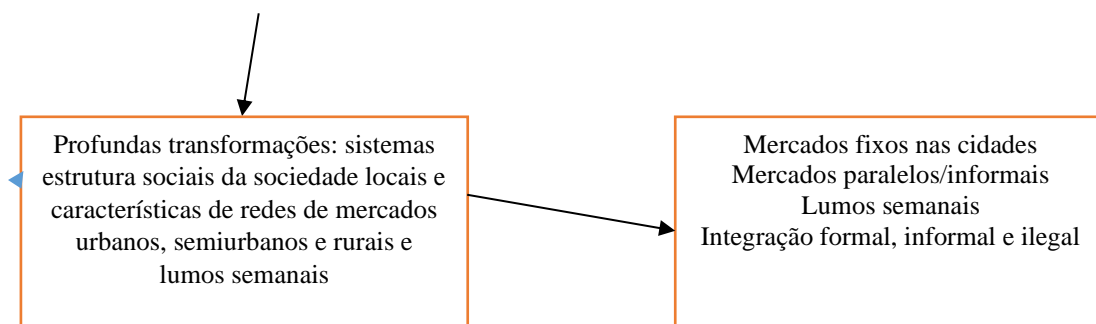 Profundas transformações: sistemas
estrutura sociais da sociedade locais e
características de redes de mercados
urbanos, semiurbanos e rurais e
lumos semanais
Mercados fixos nas cidades
Mercados paralelos/informais
Lumos semanais
Integração formal, informal e ilegal